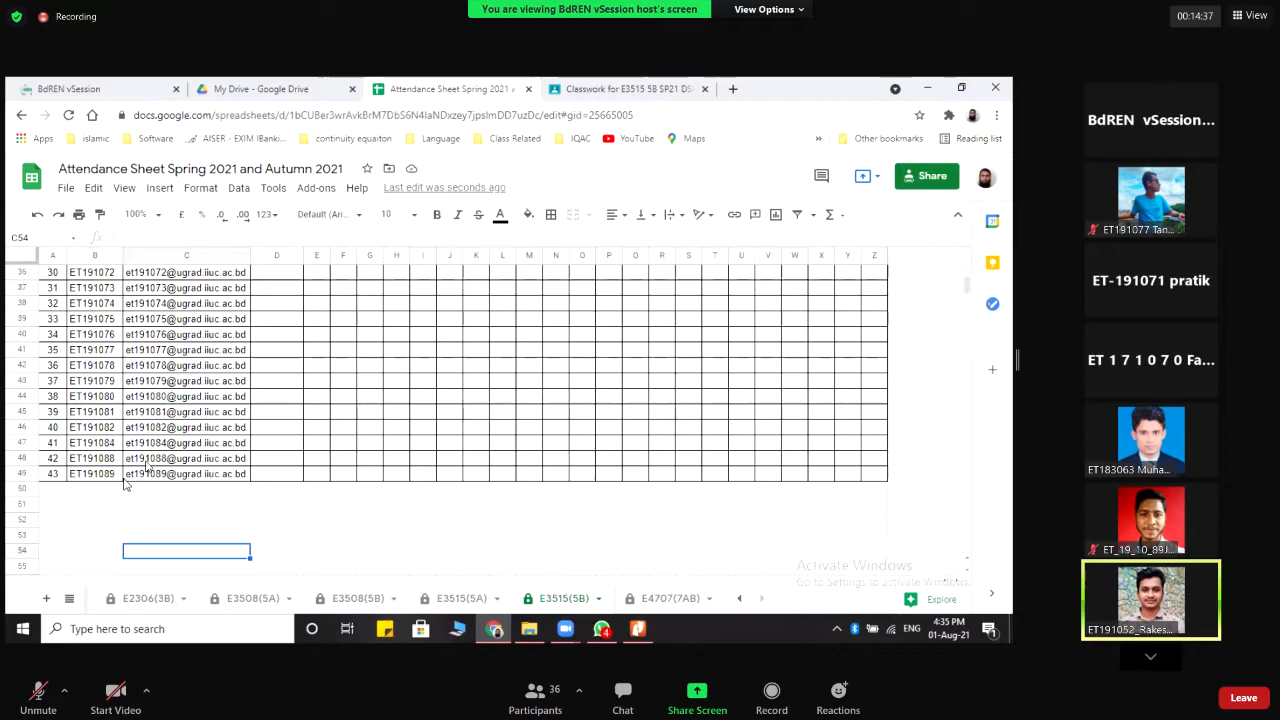 Recording
You are viewing BdREN vSession host's screen
View Options
00:14:37
View
BdREN vSession
My Drive - Google Drive
Attendance Sheet Spring 2021 a
Classwork for E3515 5B SP21 DS
docs.google.com/spreadsheets/d/1bCUBer3wrAvkBrM7DbS6N4IaNDxzey7jpsImDD7uzDc/edit#gid=25665005
Apps
islamic
Software
AISER - EXIM !Bankin...
continuity equaiton
Language
Class Related
IQAC
YouTube
Maps
»
Other bookmarks
Reading list
Attendance Sheet Spring 2021 and Autumn 2021
File Edit View Insert Format Data Tools Add-ons Help Last edit was seconds ago
Share
100% £ % .0 .00 123 Default (Ari... 10 B I S A
C54 fx
A B C D E F G H I J K L M N O P Q R S T U V W X Y Z
36 30 ET191072 et191072@ugrad.iiuc.ac.bd
37 31 ET191073 et191073@ugrad.iiuc.ac.bd
38 32 ET191074 et191074@ugrad.iiuc.ac.bd
39 33 ET191075 et191075@ugrad.iiuc.ac.bd
40 34 ET191076 et191076@ugrad.iiuc.ac.bd
41 35 ET191077 et191077@ugrad.iiuc.ac.bd
42 36 ET191078 et191078@ugrad.iiuc.ac.bd
43 37 ET191079 et191079@ugrad.iiuc.ac.bd
44 38 ET191080 et191080@ugrad.iiuc.ac.bd
45 39 ET191081 et191081@ugrad.iiuc.ac.bd
46 40 ET191082 et191082@ugrad.iiuc.ac.bd
47 41 ET191084 et191084@ugrad.iiuc.ac.bd
48 42 ET191088 et191088@ugrad.iiuc.ac.bd
49 43 ET191089 et191089@ugrad.iiuc.ac.bd
50
51
52
53
54
55
Activate Windows
Go to Settings to activate Windows.
E2306(3B)
E3508(5A)
E3508(5B)
E3515(5A)
E3515(5B)
E4707(7AB)
Explore
Type here to search
ENG
4:35 PM
01-Aug-21
1
BdREN vSession...
ET191077 Tan...
ET-191071 pratik
ET 1 7 1 0 7 0 Fa...
ET183063 Muha...
ET_19_10_89J...
ET191052_Rakes...
Unmute
Start Video
36
Participants
Chat
Share Screen
Record
Reactions
Leave